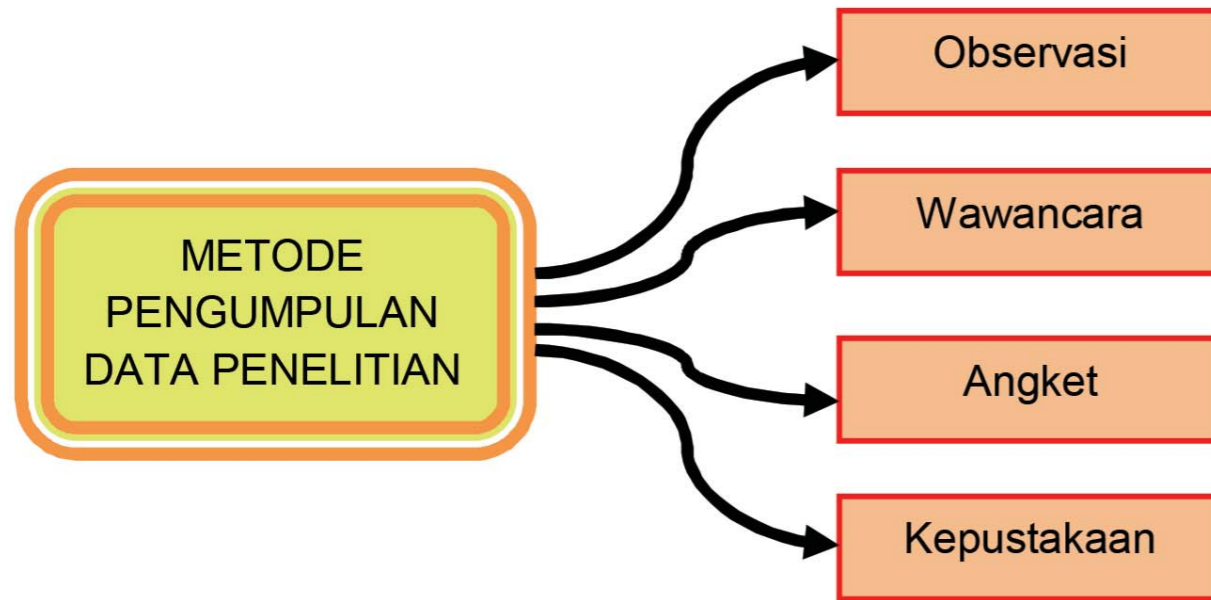 METODE
PENGUMPULAN
DATA PENELITIAN
Observasi
Wawancara
Angket
Kepustakaan